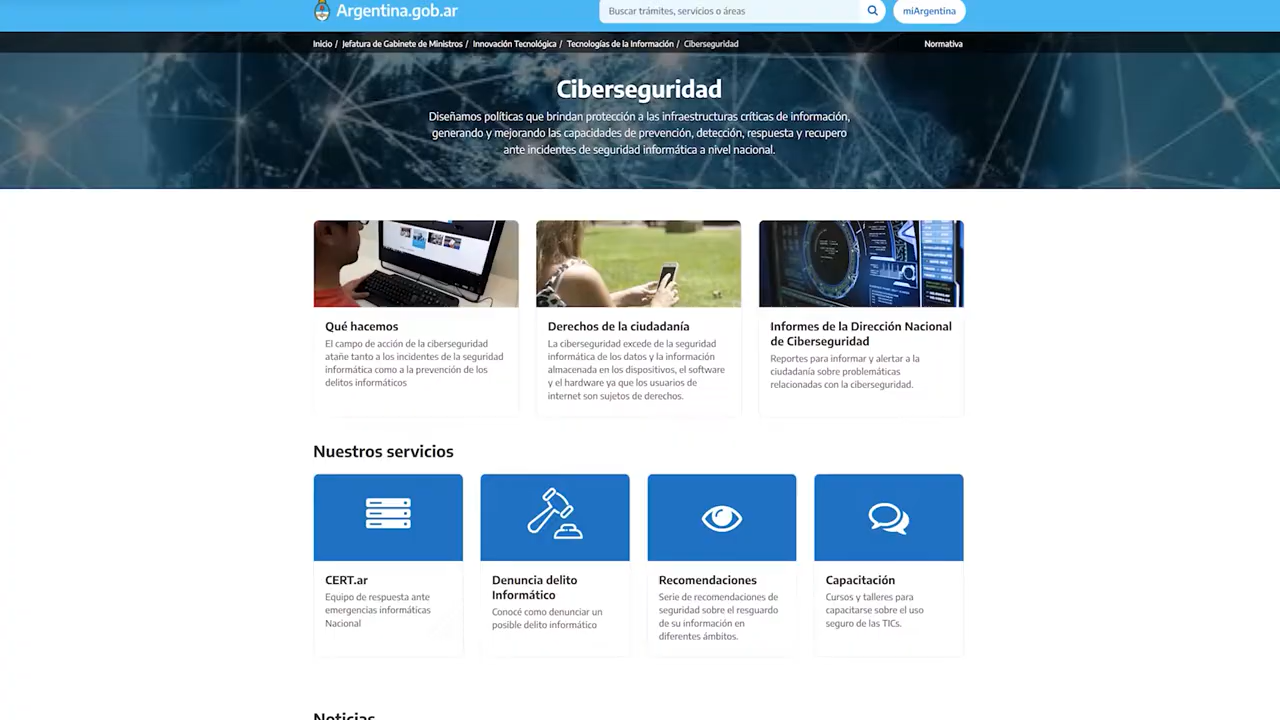 Argentina.gob.ar
Buscar trámites, servicios o áreas
miArgentina
Inicio / Jefatura de Gabinete de Ministros / Innovación Tecnológica / Tecnologías de la Información / Ciberseguridad
Normativa
Ciberseguridad
Diseñamos políticas que brindan protección a las infraestructuras críticas de información,
generando y mejorando las capacidades de prevención, detección, respuesta y recupero
ante incidentes de seguridad informática a nivel nacional.
Qué hacemos
El campo de acción de la ciberseguridad
atañe tanto a los incidentes de la seguridad
informática como a la prevención de los
delitos informáticos
Derechos de la ciudadanía
La ciberseguridad excede de la seguridad
informática de los datos y la información
almacenada en los dispositivos, el software
y el hardware ya que los usuarios de
internet son sujetos de derechos.
Informes de la Dirección Nacional
de Ciberseguridad
Reportes para informar y alertar a la
ciudadanía sobre problemáticas
relacionadas con la ciberseguridad.
Nuestros servicios
CERT.ar
Equipo de respuesta ante
emergencias informáticas
Nacional
Denuncia delito
Informático
Conocé como denunciar un
posible delito informático
Recomendaciones
Serie de recomendaciones de
seguridad sobre el resguardo
de su información en
diferentes ámbitos.
Capacitación
Cursos y talleres para
capacitarse sobre el uso
seguro de las TICs.
Noticias